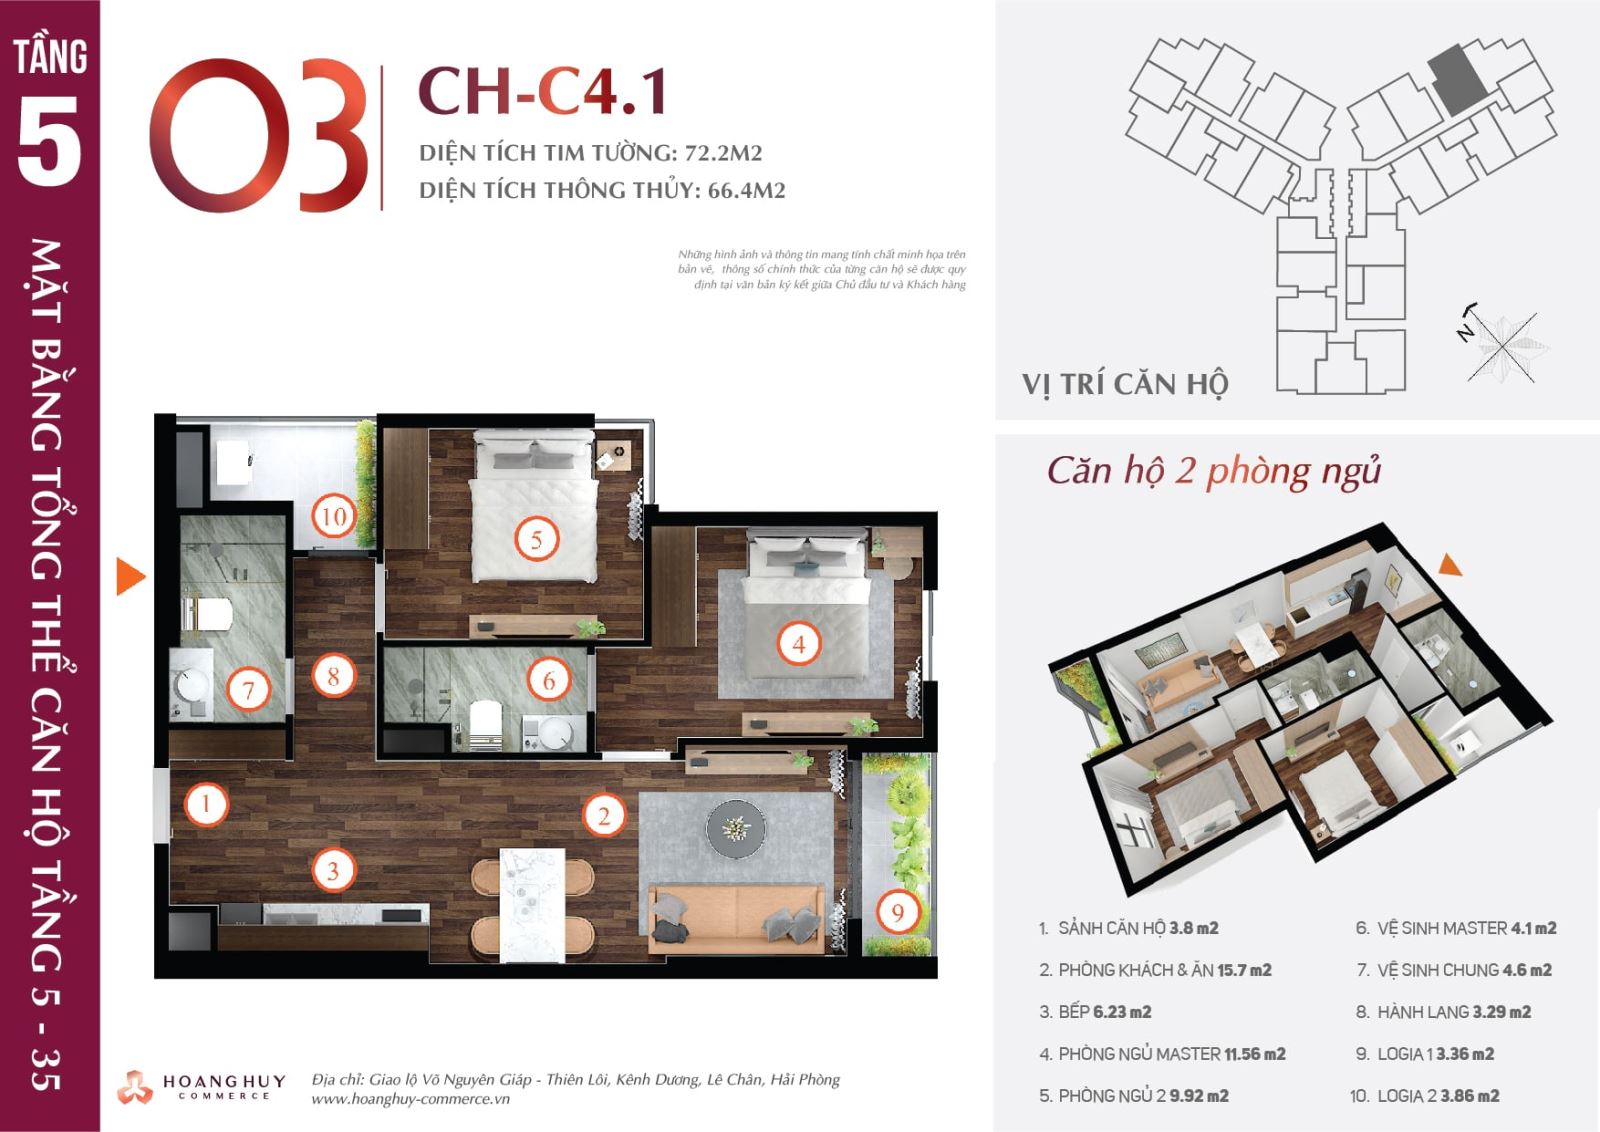 TẦNG
5
MẶT BẰNG TỔNG THỂ CĂN HỘ TẦNG 5 - 35
03
CH-C4.1
DIỆN TÍCH TIM TƯỜNG: 72.2M2
DIỆN TÍCH THÔNG THỦY: 66.4M2
Những hình ảnh và thông tin mang tính chất minh họa trên
bản vẽ, thông số chính thức của từng căn hộ sẽ được quy
định tại văn bản ký kết giữa Chủ đầu tư và Khách hàng
N
VỊ TRÍ CĂN HỘ
10
5
4
7
8
6
1
2
3
9
Căn hộ 2 phòng ngủ
1. SẢNH CĂN HỘ 3.8 m2
2. PHÒNG KHÁCH & ĂN 15.7 m2
3. BẾP 6.23 m2
4. PHÒNG NGỦ MASTER 11.56 m2
5. PHÒNG NGỦ 2 9.92 m2
6. VỆ SINH MASTER 4.1 m2
7. VỆ SINH CHUNG 4.6 m2
8. HÀNH LANG 3.29 m2
9. LOGIA 1 3.36 m2
10. LOGIA 2 3.86 m2
HOANG HUY
COMMERCE
Địa chỉ: Giao lộ Võ Nguyên Giáp - Thiên Lôi, Kênh Dương, Lê Chân, Hải Phòng
www.hoanghuy-commerce.vn